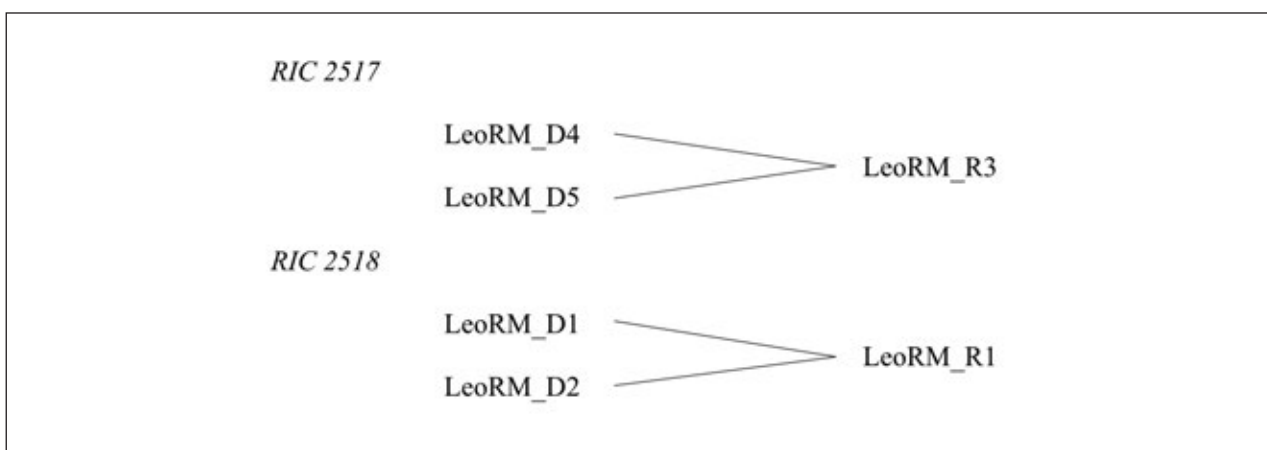 RIC 2517
LeoRM_D4
LeoRM_R3
LeoRM_D5
RIC 2518
LeoRM_D1
LeoRM_R1
LeoRM_D2